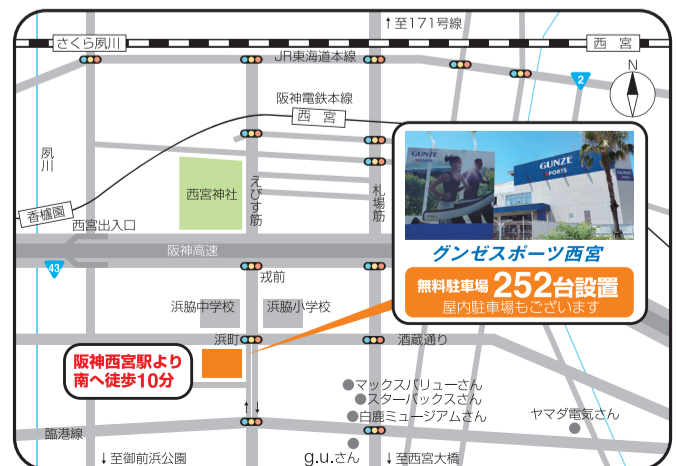 ↑至171号線
さくら夙川
西宮
JR東海道本線
2
N
阪神電鉄本線
西宮
夙川
西宮神社
えびす筋
札場筋
香櫨園
西宮出入口
阪神高速
43
GUNZE SPORTS
GUNZE
SPORTS
GUNZE SPORTS
グンゼスポーツ西宮
無料駐車場252台設置
屋内駐車場もございます
戎前
浜脇中学校
浜脇小学校
浜町
酒蔵通り
阪神西宮駅より
南へ徒歩10分
マックスバリューさん
スターバックスさん
白鹿ミュージアムさん
ヤマダ電気さん
臨港線
↓至御前浜公園
g.u.さん
↓至西宮大橋